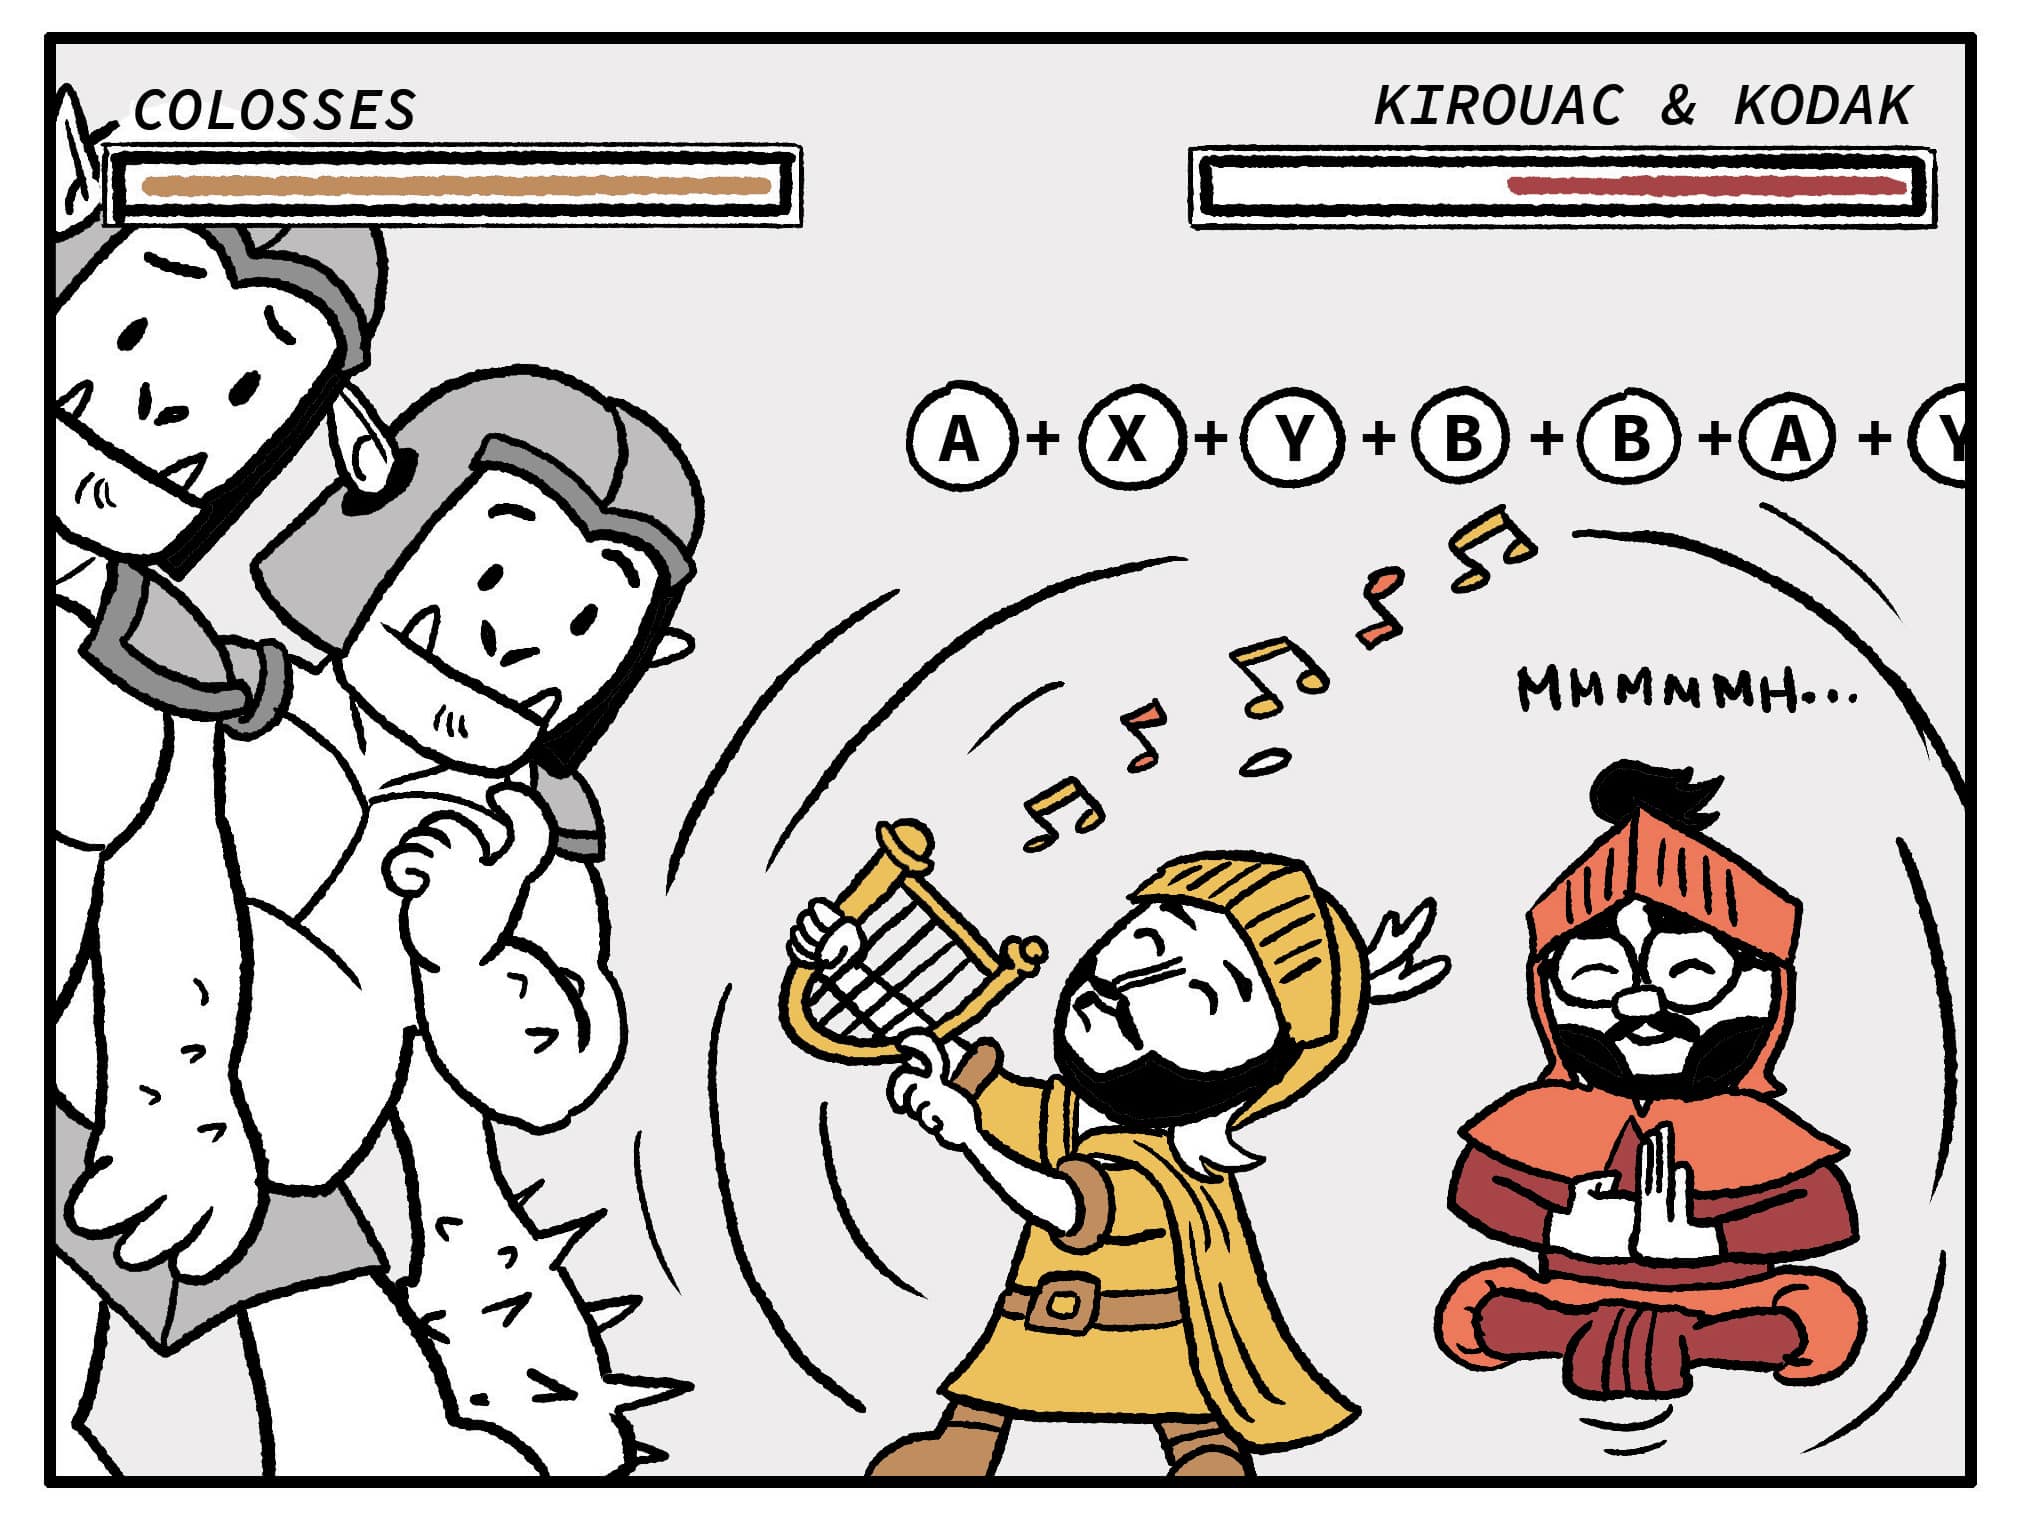 COLOSSES
KIROUAC & KODAK
A + X + Y + B + B + A + Y
MMMMMH...